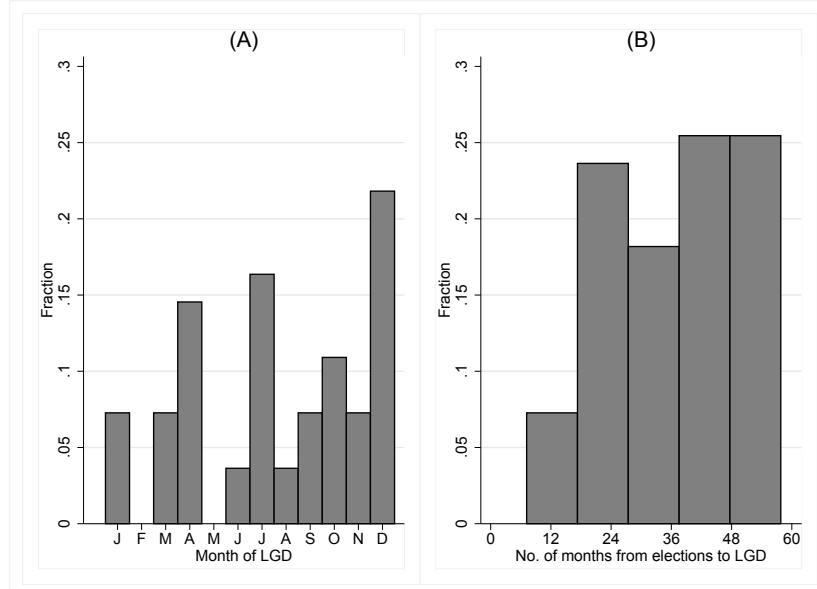 (A)
Fraction
.3
.25
.2
.15
.1
.05
0
J F M A M J J A S O N D
Month of LGD
(B)
Fraction
.3
.25
.2
.15
.1
.05
0
0 12 24 36 48 60
No. of months from elections to LGD